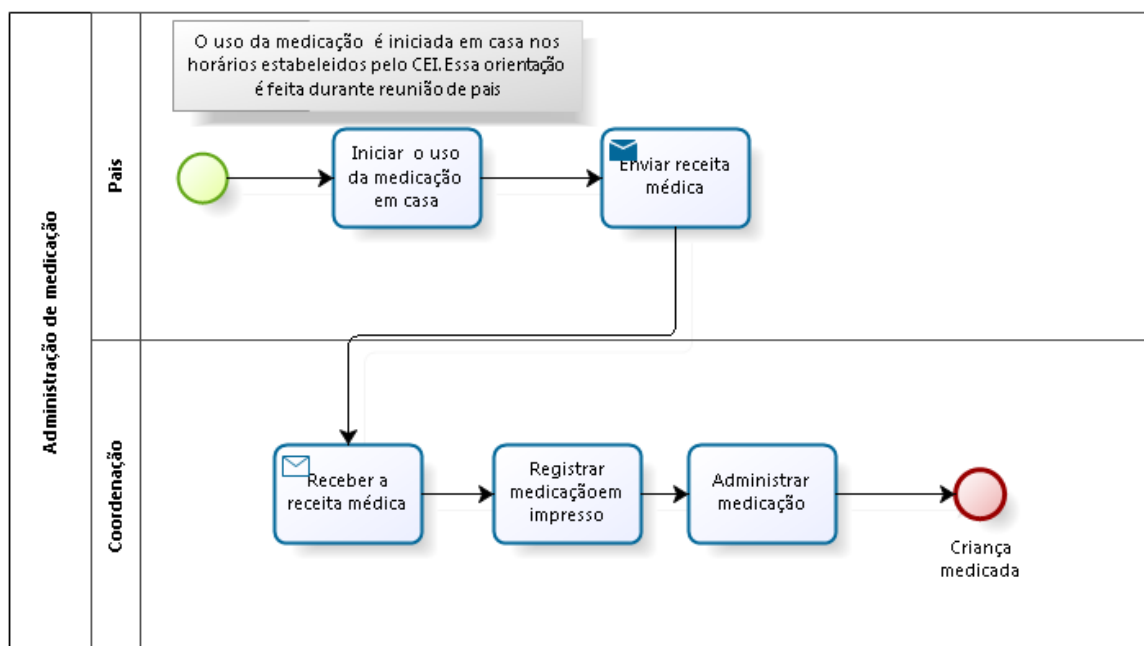 Administração de medicação
Pais
O uso da medicação é iniciada em casa nos
horários estabeleidos pelo CEI.Essa orientação
é feita durante reunião de pais
Iniciar o uso
da medicação
em casa
Enviar receita
médica
Coordenação
Receber a
receita médica
Registrar
medicaçãoem
impresso
Administrar
medicação
Criança
medicada